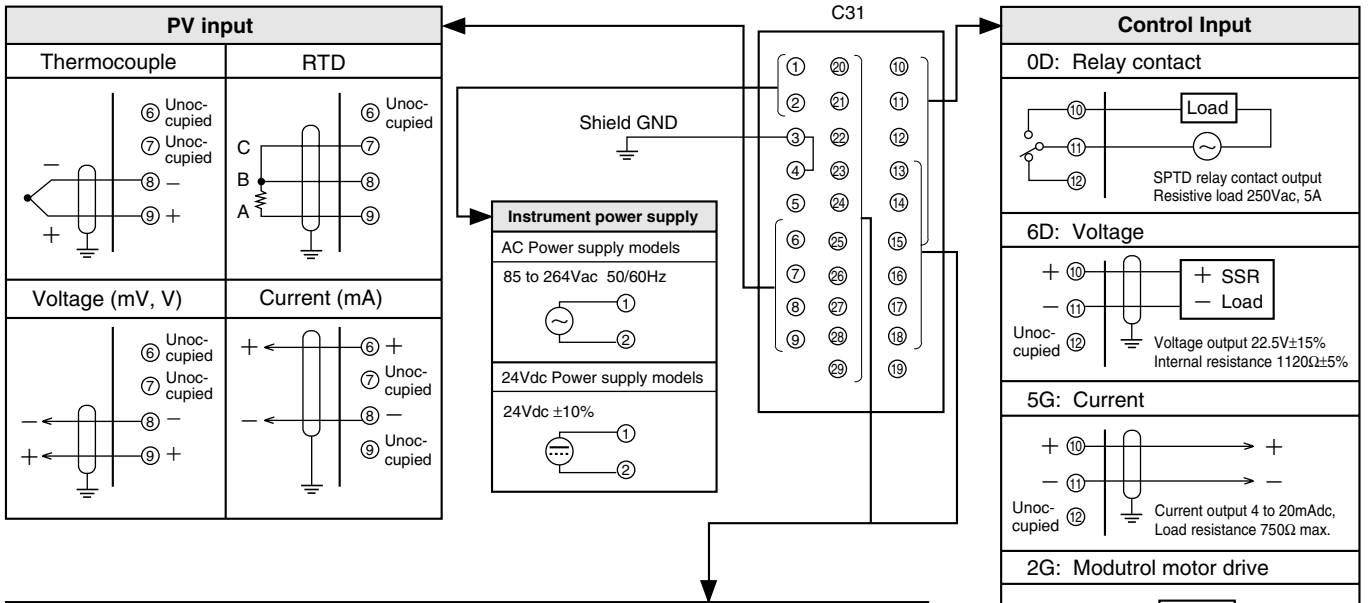 PV input
Thermocouple
RTD
⑥ Unoc-
cupied
⑦ Unoc-
cupied
−
⑧ −
⑨ +
+
⑥ Unoc-
cupied
C
⑦
B
⑧
A
⑨
Voltage (mV, V)
Current (mA)
⑥ Unoc-
cupied
⑦ Unoc-
cupied
−
⑧ −
+
⑨ +
+
⑥ +
⑦ Unoc-
cupied
−
⑧ −
⑨ Unoc-
cupied
Shield GND
Instrument power supply
AC Power supply models
85 to 264Vac 50/60Hz
①
②
24Vdc Power supply models
24Vdc ±10%
①
②
C31
① ⑳ ⑩
② ㉑ ⑪
③ ㉒ ⑫
④ ㉓ ⑬
⑤ ㉔ ⑭
⑥ ㉕ ⑮
⑦ ㉖ ⑯
⑧ ㉗ ⑰
⑨ ㉘ ⑱
㉙ ⑲
Control Input
0D: Relay contact
⑩
Load
⑪
⑫
SPTD relay contact output
Resistive load 250Vac, 5A
6D: Voltage
+ ⑩
+ SSR
− ⑪
− Load
Unoc-
cupied ⑫
Voltage output 22.5V±15%
Internal resistance 1120Ω±5%
5G: Current
+ ⑩
+
− ⑪
−
Unoc-
cupied ⑫
Current output 4 to 20mAdc,
Load resistance 750Ω max.
2G: Modutrol motor drive